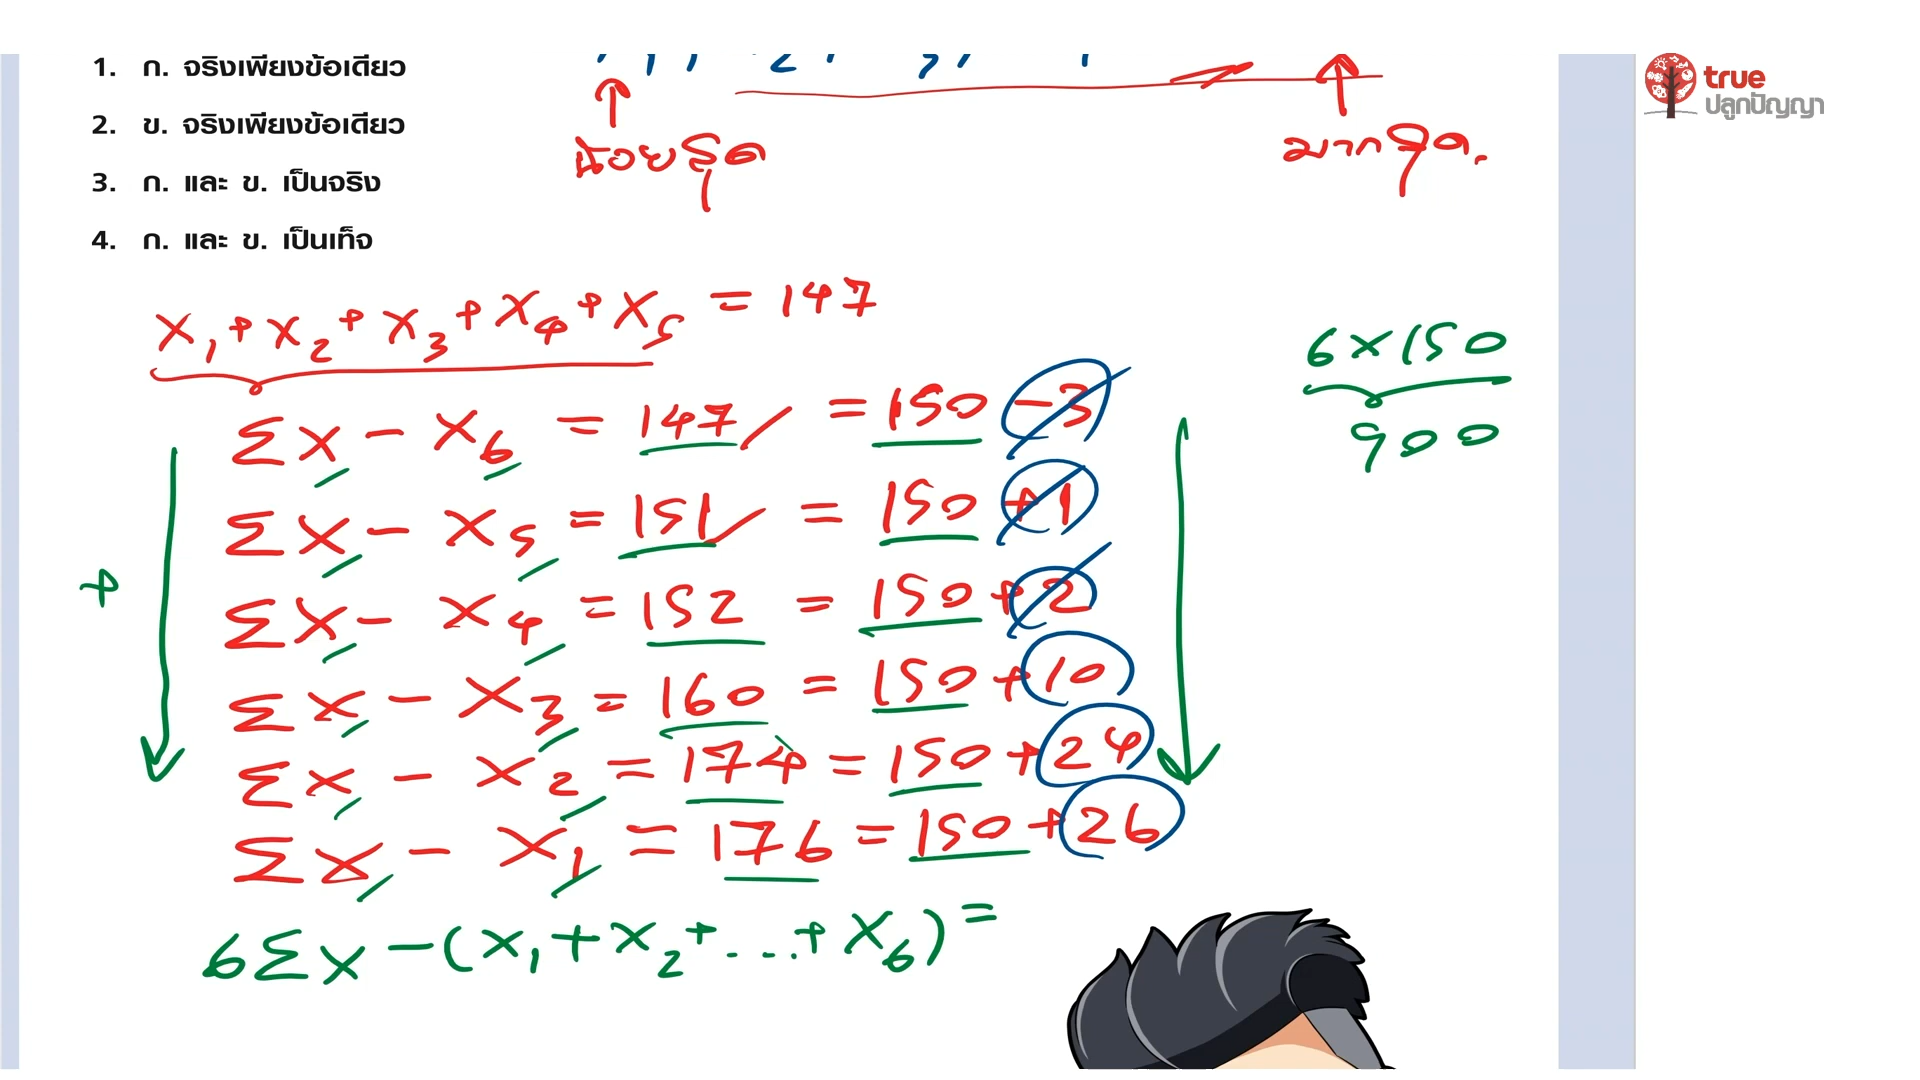 1. ก. จริงเพียงข้อเดียว
2. ข. จริงเพียงข้อเดียว
3. ก. และ ข. เป็นจริง
4. ก. และ ข. เป็นเท็จ
น้อยสุด
มากสุด.
true
ปลูกปัญญา
x₁ + x₂ + x₃ + x₄ + x₅ = 147
Σx - x₆ = 147 = 150 - 3
Σx - x₅ = 151 = 150 + 1
Σx - x₄ = 152 = 150 + 2
Σx - x₃ = 160 = 150 + 10
Σx - x₂ = 174 = 150 + 24
Σx - x₁ = 176 = 150 + 26
+
6Σx - (x₁ + x₂ + ... + x₆) =
6 × 150
900